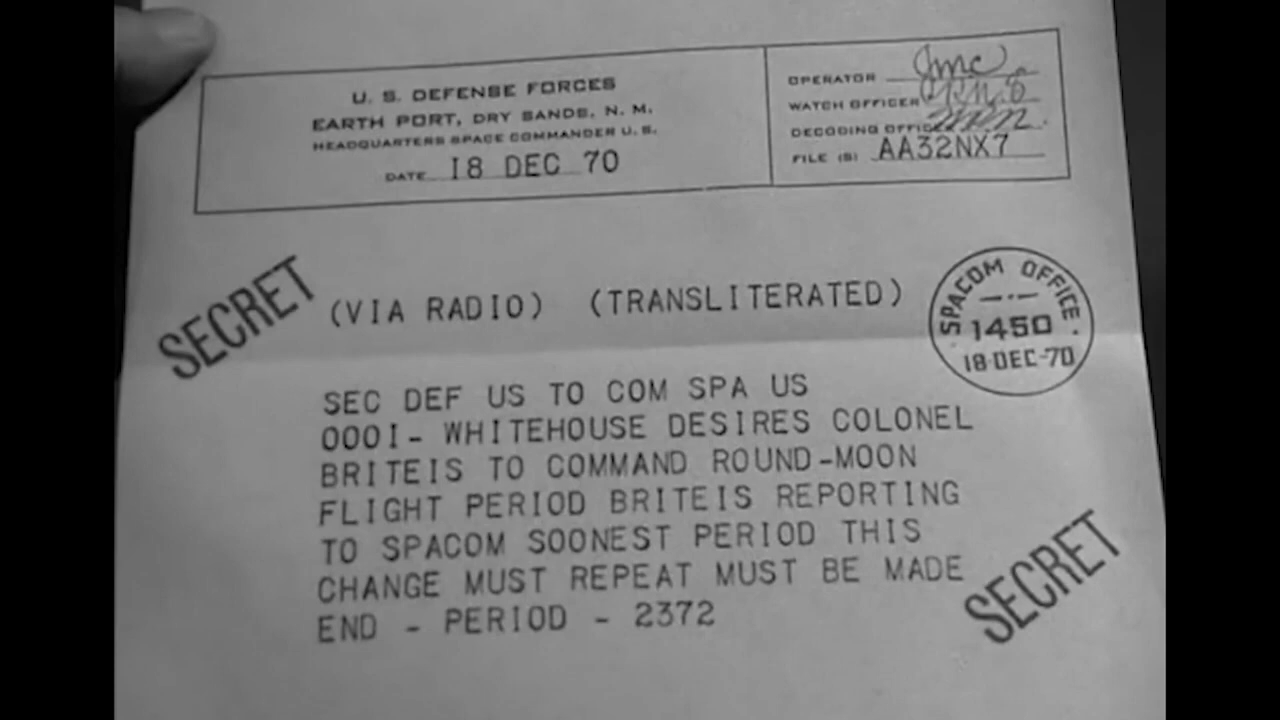 U. S. DEFENSE FORCES
EARTH PORT, DRY SANDS, N. M.
HEADQUARTERS SPACE COMMANDER U. S.
DATE 18 DEC 70
OPERATOR Jmc
WATCH OFFICER
DECODING OFFICER
FILE (S) AA32NX7
SECRET
(VIA RADIO) (TRANSLITERATED)
SPACOM OFFICE
1450
18-DEC-70
SEC DEF US TO COM SPA US
0001- WHITEHOUSE DESIRES COLONEL
BRITEIS TO COMMAND ROUND-MOON
FLIGHT PERIOD BRITEIS REPORTING
TO SPACOM SOONEST PERIOD THIS
CHANGE MUST REPEAT MUST BE MADE
END - PERIOD - 2372
SECRET